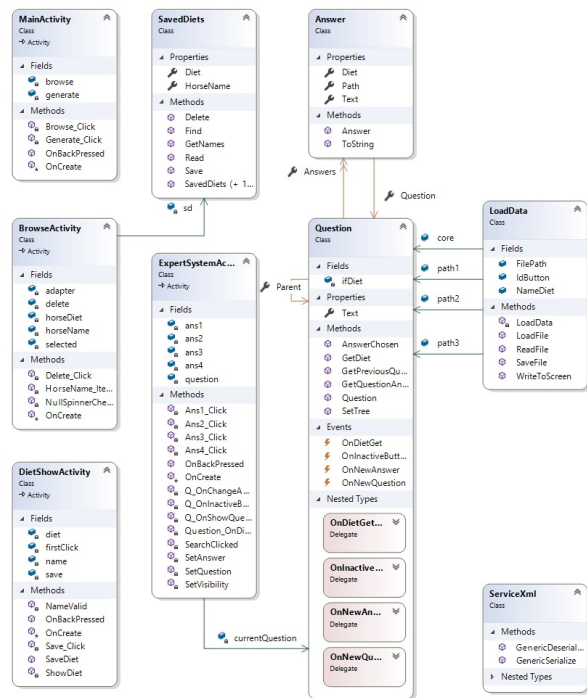 MainActivity
Class
Activity
Fields
browse
generate
Methods
Browse_Click
Generate_Click
OnBackPressed
OnCreate
SavedDiets
Class
Properties
Diet
HorseName
Methods
Delete
Find
GetNames
Read
Save
SavedDiets (+ 1...
Answer
Class
Properties
Diet
Path
Text
Methods
Answer
ToString
Answers
Question
sd
BrowseActivity
Class
Activity
Fields
adapter
delete
horseDiet
horseName
selected
Methods
Delete_Click
HorseName_Ite...
NullSpinnerChe...
OnCreate
ExpertSystemAc...
Class
Activity
Fields
ans1
ans2
ans3
ans4
question
Methods
Ans1_Click
Ans2_Click
Ans3_Click
Ans4_Click
OnBackPressed
OnCreate
Q_OnChangeA...
Q_OnInactiveB...
Q_OnShowQue...
Question_OnDi...
SearchClicked
SetAnswer
SetQuestion
SetVisibility
Parent
Question
Class
Fields
ifDiet
Properties
Text
Methods
AnswerChosen
GetDiet
GetPreviousQu...
GetQuestionAn...
Question
SetTree
Events
OnDietGet
OnInactiveButt...
OnNewAnswer
OnNewQuestion
Nested Types
OnDietGet...
Delegate
OnInactive...
Delegate
OnNewAn...
Delegate
OnNewQu...
Delegate
core
path1
path2
path3
LoadData
Class
Fields
FilePath
IdButton
NameDiet
Methods
LoadData
LoadFile
ReadFile
SaveFile
WriteToScreen
DietShowActivity
Class
Activity
Fields
diet
firstClick
name
save
Methods
NameValid
OnBackPressed
OnCreate
Save_Click
SaveDiet
ShowDiet
currentQuestion
ServiceXml
Class
Methods
GenericDeserial...
GenericSerialize
Nested Types